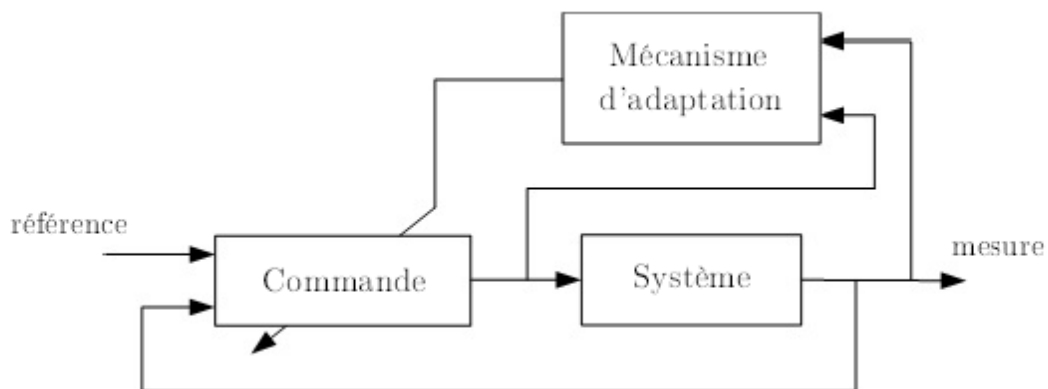 Mécanisme
d'adaptation
référence
Commande
Système
mesure